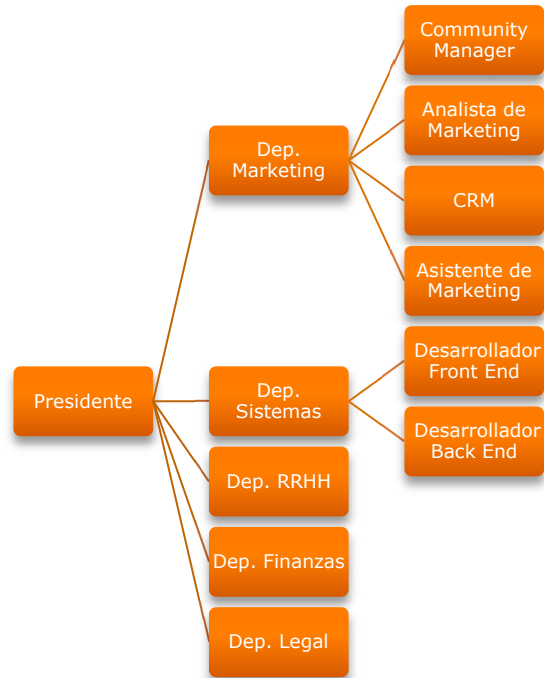 Community
Manager
Analista de
Marketing
Dep.
Marketing
CRM
Asistente de
Marketing
Presidente
Dep.
Sistemas
Desarrollador
Front End
Desarrollador
Back End
Dep. RRHH
Dep. Finanzas
Dep. Legal